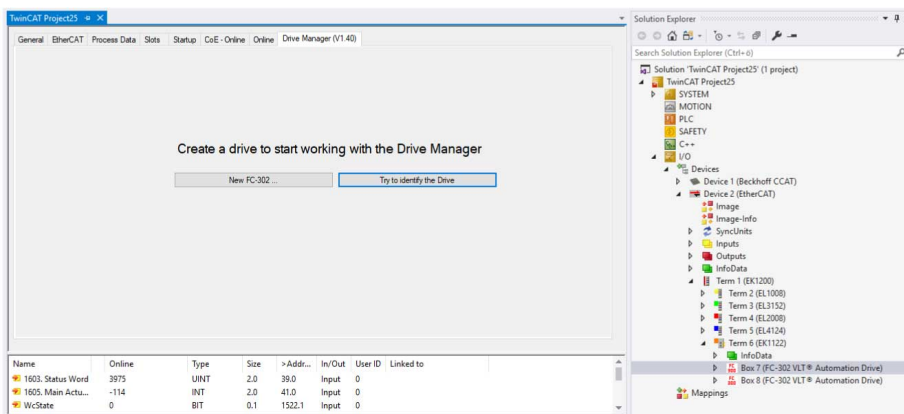 TwinCAT Project25
General EtherCAT Process Data Slots Startup CoE - Online Online Drive Manager (V1.40)
Create a drive to start working with the Drive Manager
New FC-302 ... Try to identify the Drive
Name Online Type Size >Addr... In/Out User ID Linked to
1603. Status Word 3975 UINT 2.0 39.0 Input 0
1605. Main Actu... -114 INT 2.0 41.0 Input 0
WcState 0 BIT 0.1 1522.1 Input 0
Solution Explorer
Search Solution Explorer (Ctrl+ö)
Solution 'TwinCAT Project25' (1 project)
TwinCAT Project25
SYSTEM
MOTION
PLC
SAFETY
C++
I/O
Devices
Device 1 (Beckhoff CCAT)
Device 2 (EtherCAT)
Image
Image-Info
SyncUnits
Inputs
Outputs
InfoData
Term 1 (EK1200)
Term 2 (EL1008)
Term 3 (EL3152)
Term 4 (EL2008)
Term 5 (EL4124)
Term 6 (EK1122)
InfoData
Box 7 (FC-302 VLT® Automation Drive)
Box 8 (FC-302 VLT® Automation Drive)
Mappings